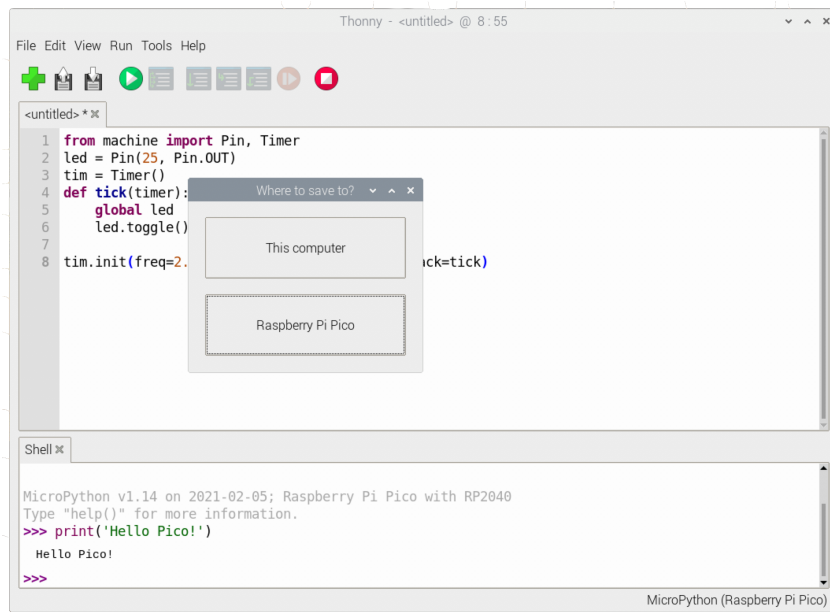 Thonny - <untitled> @ 8:55
File Edit View Run Tools Help
<untitled> *
1 from machine import Pin, Timer
2 led = Pin(25, Pin.OUT)
3 tim = Timer()
4 def tick(timer):
5     global led
6     led.toggle()
7
8 tim.init(freq=2. ck=tick)
Where to save to?
This computer
Raspberry Pi Pico
Shell
MicroPython v1.14 on 2021-02-05; Raspberry Pi Pico with RP2040
Type "help()" for more information.
>>> print('Hello Pico!')
Hello Pico!
>>>
MicroPython (Raspberry Pi Pico)